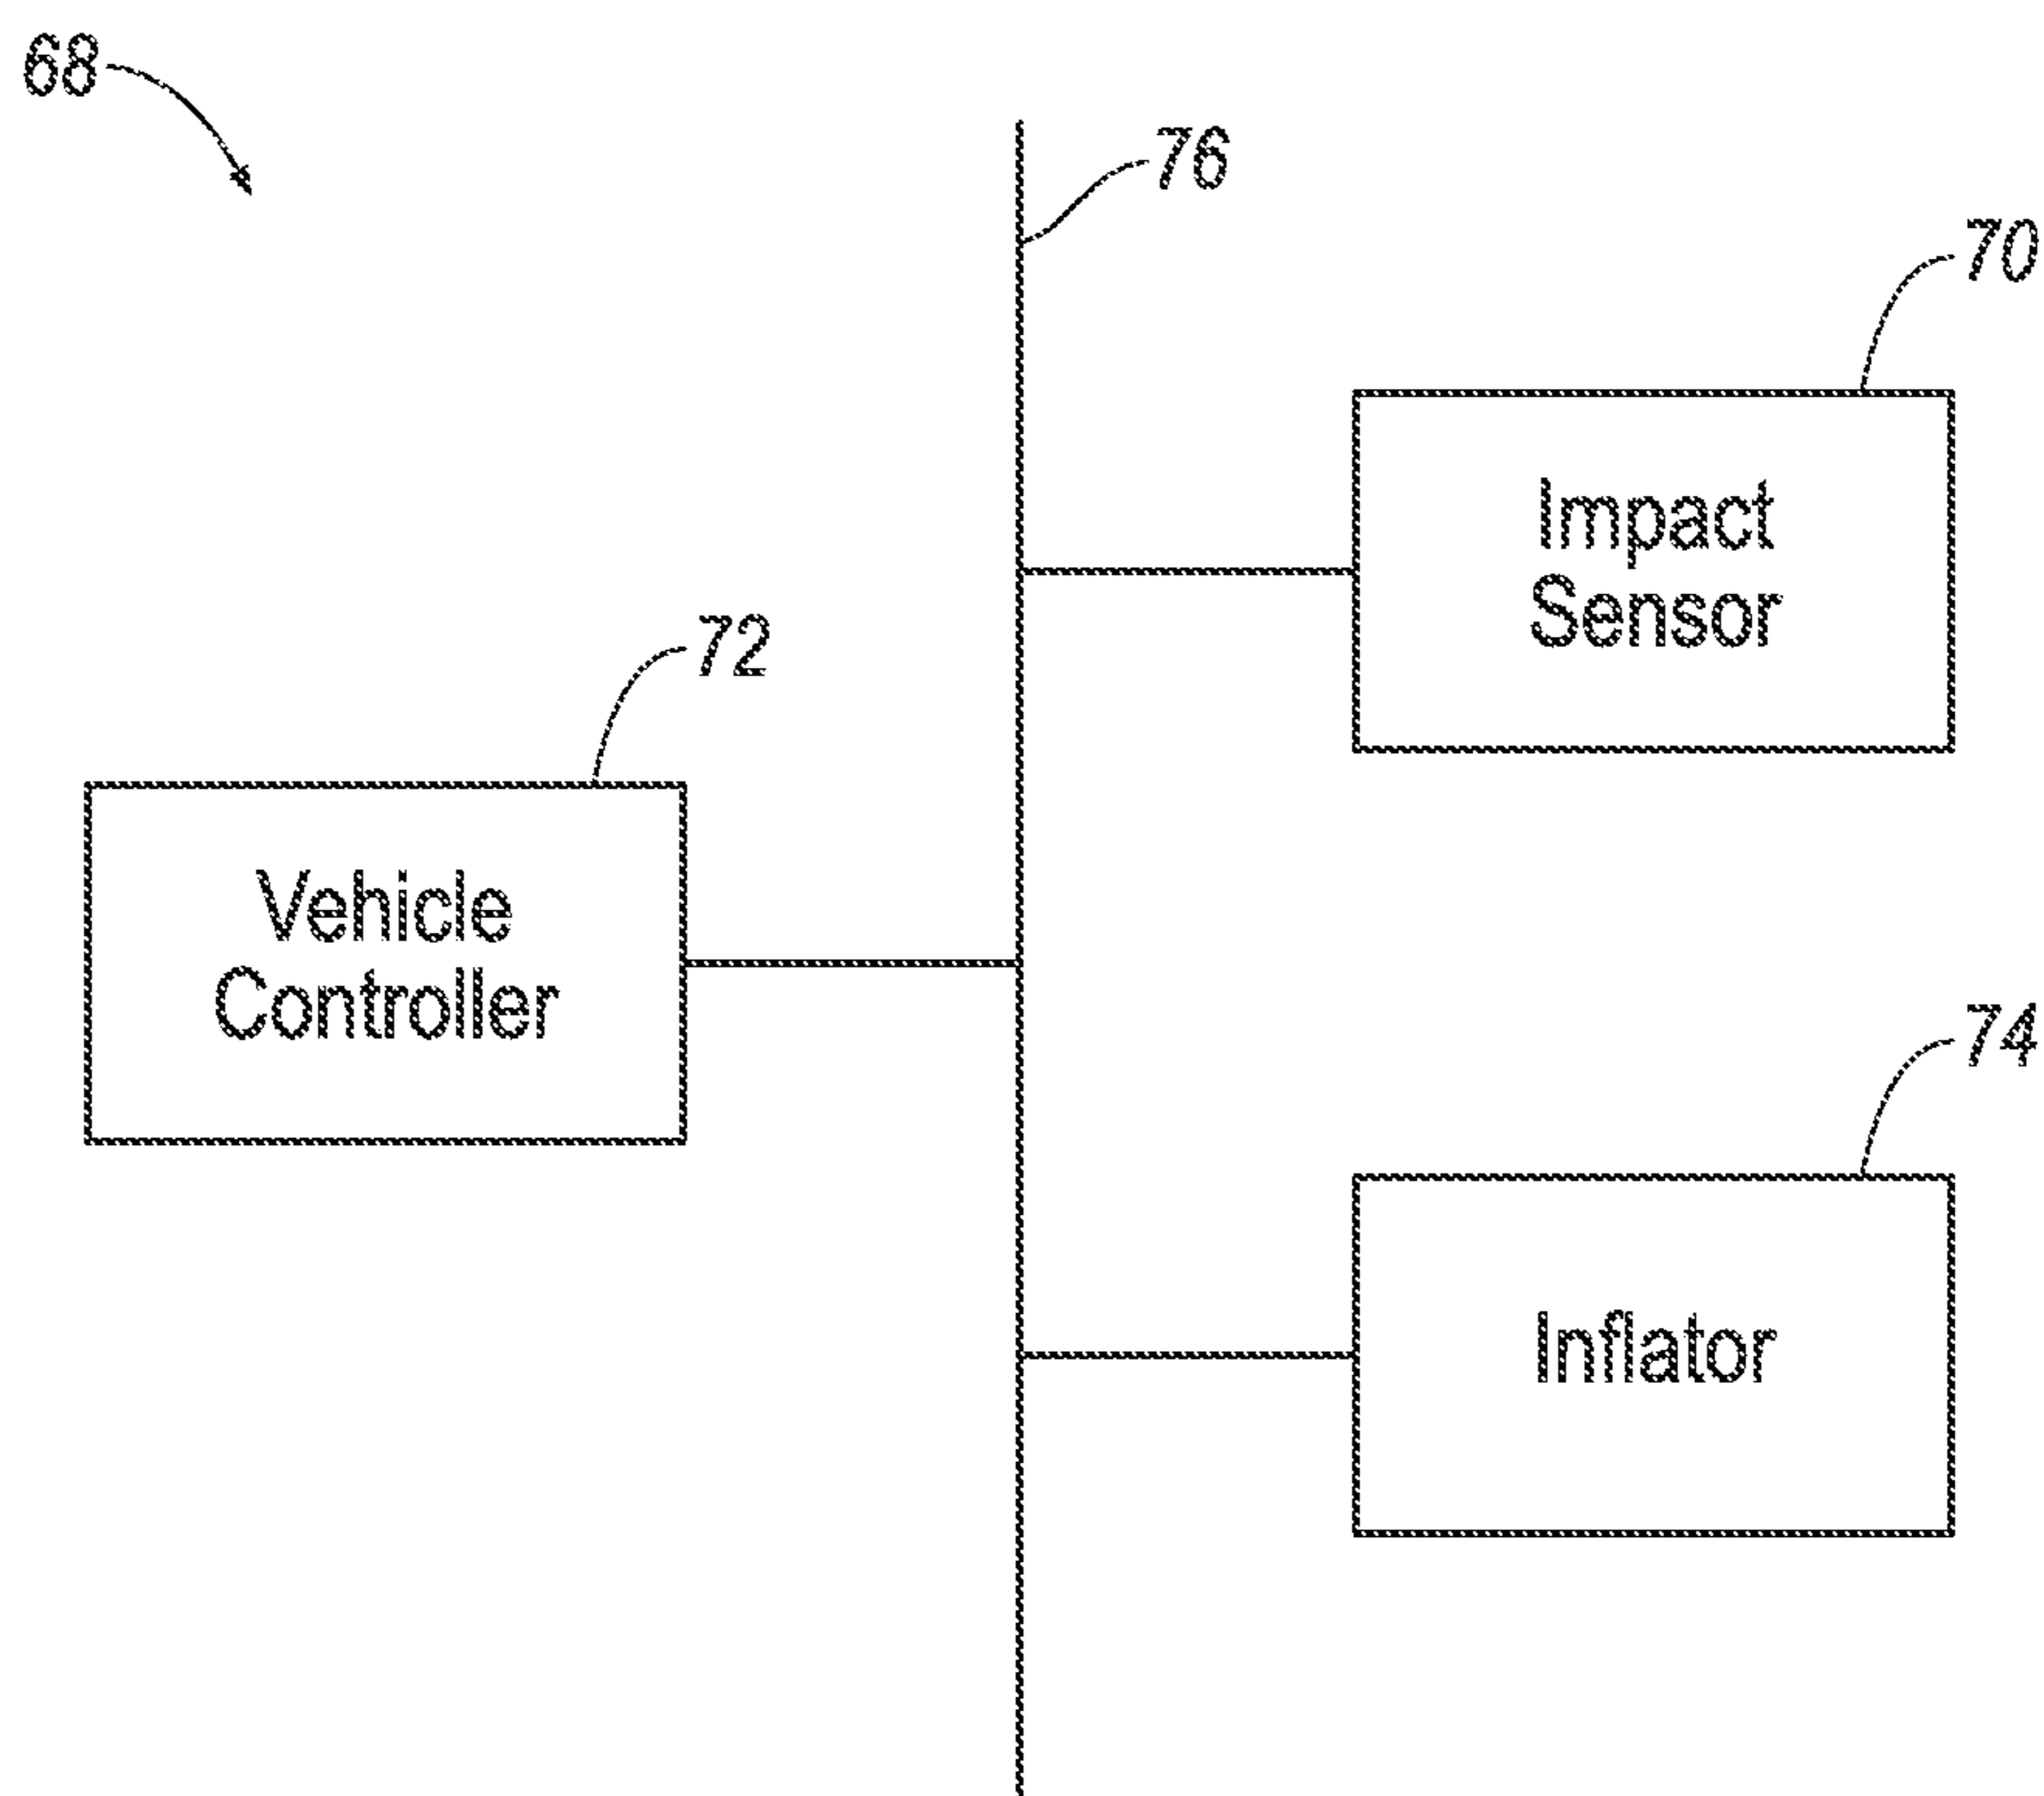 68
76
70
Impact
Sensor
72
Vehicle
Controller
74
Inflator